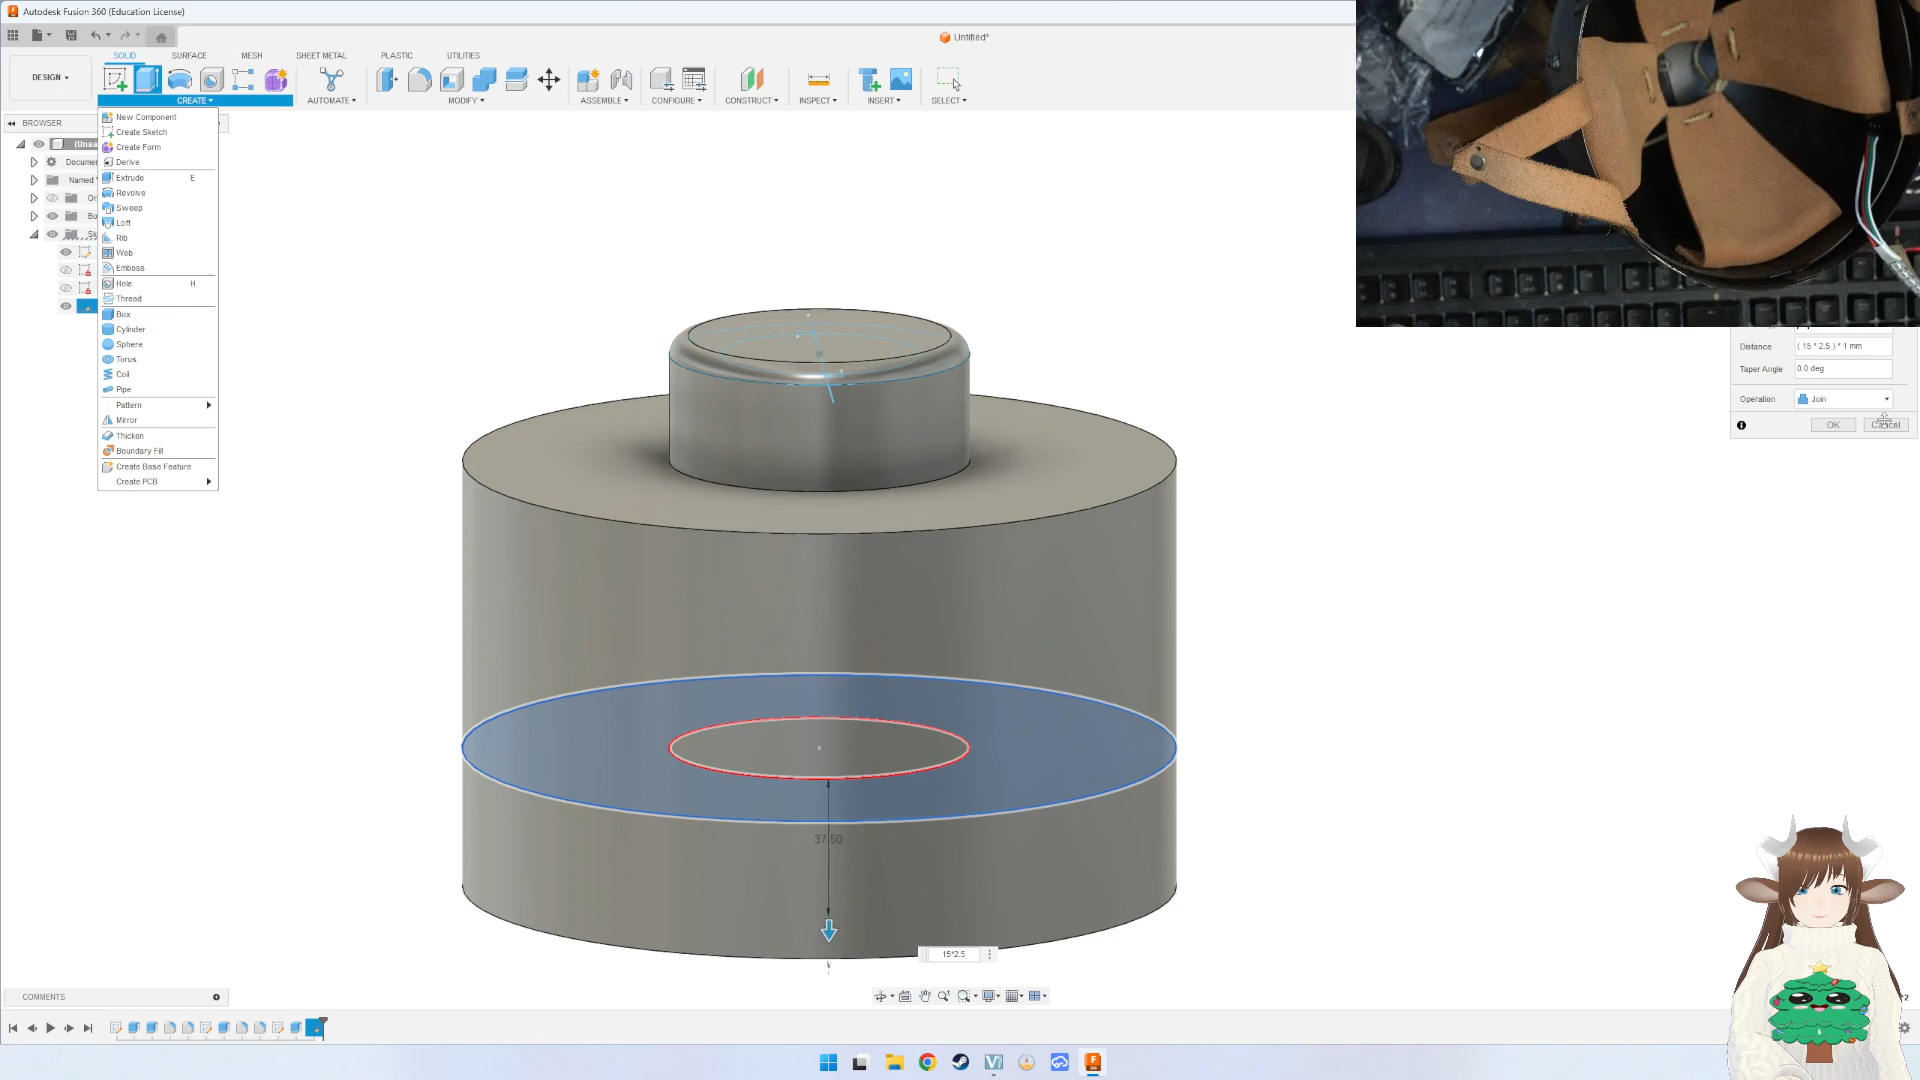 Autodesk Fusion 360 (Education License)
Untitled*
SOLID SURFACE MESH SHEET METAL PLASTIC UTILITIES
DESIGN
CREATE AUTOMATE MODIFY ASSEMBLE CONFIGURE CONSTRUCT INSPECT INSERT SELECT
BROWSER
(Unsa
Documen
Named
Or
Bo
Sk
New Component
Create Sketch
Create Form
Derive
Extrude E
Revolve
Sweep
Loft
Rib
Web
Emboss
Hole H
Thread
Box
Cylinder
Sphere
Torus
Coil
Pipe
Pattern
Mirror
Thicken
Boundary Fill
Create Base Feature
Create PCB
Distance ( 15 * 2.5 ) * 1 mm
Taper Angle 0.0 deg
Operation Join
OK Cancel
37.50
15*2.5
COMMENTS